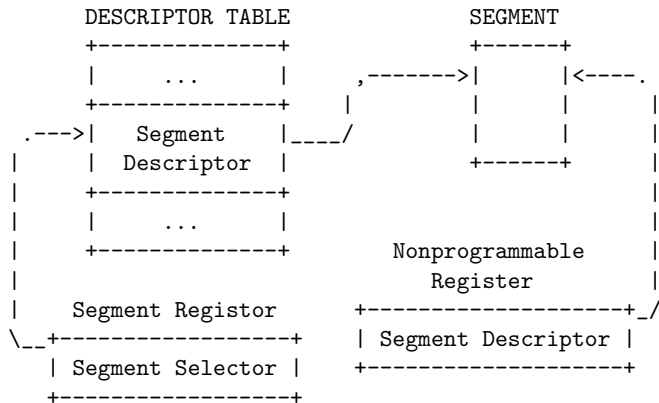 DESCRIPTOR TABLE
SEGMENT
...
Segment
Descriptor
...
Nonprogrammable
Register
Segment Registor
Segment Descriptor
Segment Selector